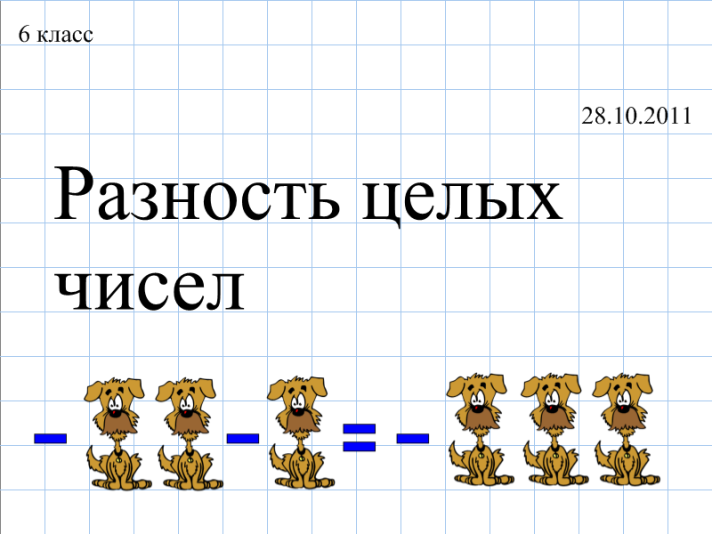 6 класс
28.10.2011
Разность целых
чисел
- - = -